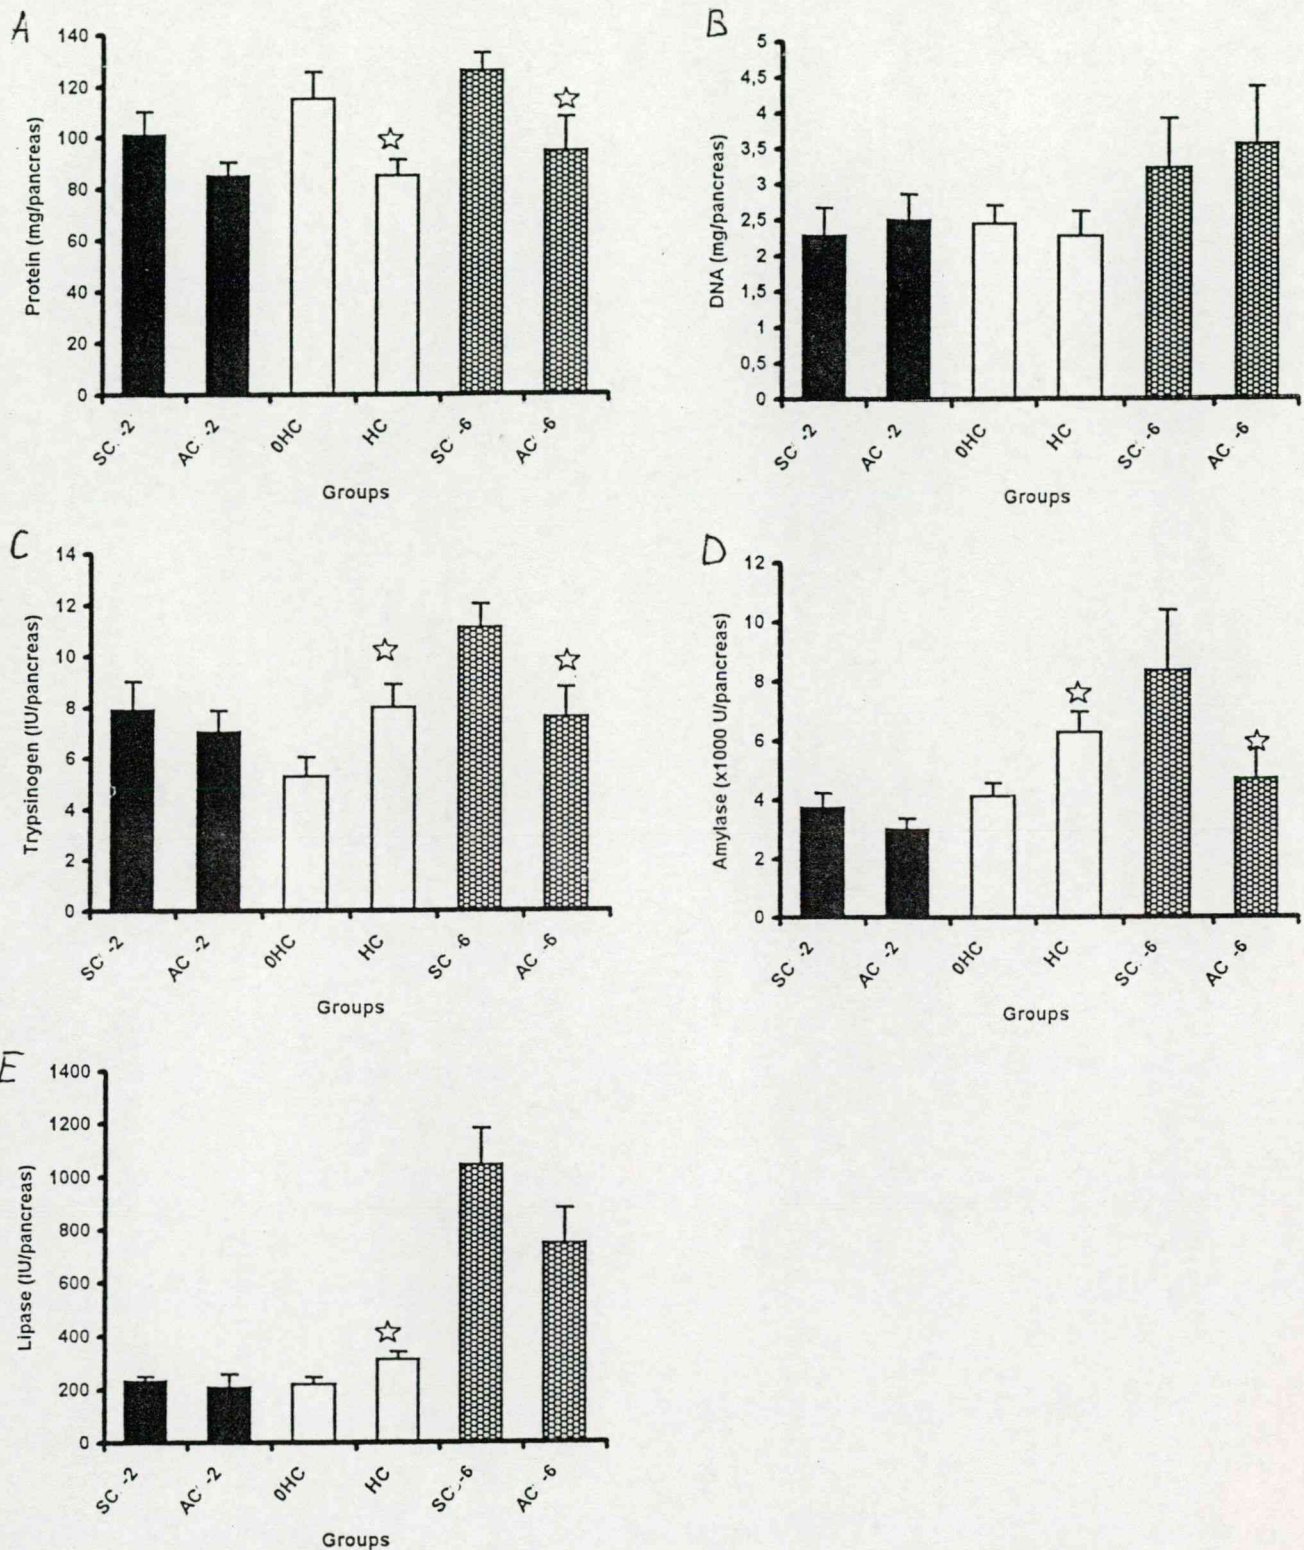 A
140
120
100
80
60
40
20
0
Protein (mg/pancreas)
SC.-2
AC.-2
0HC
HC
SC.-6
AC.-6
Groups
B
5
4,5
4
3,5
3
2,5
2
1,5
1
0,5
0
DNA (mg/pancreas)
SC.-2
AC.-2
0HC
HC
SC.-6
AC.-6
Groups
C
14
12
10
8
6
4
2
0
Trypsinogen (IU/pancreas)
SC.-2
AC.-2
0HC
HC
SC.-6
AC.-6
Groups
D
12
10
8
6
4
2
0
Amylase (x1000 U/pancreas)
SC.-2
AC.-2
0HC
HC
SC.-6
AC.-6
Groups
E
1400
1200
1000
800
600
400
200
0
Lipase (IU/pancreas)
SC.-2
AC.-2
0HC
HC
SC.-6
AC.-6
Groups